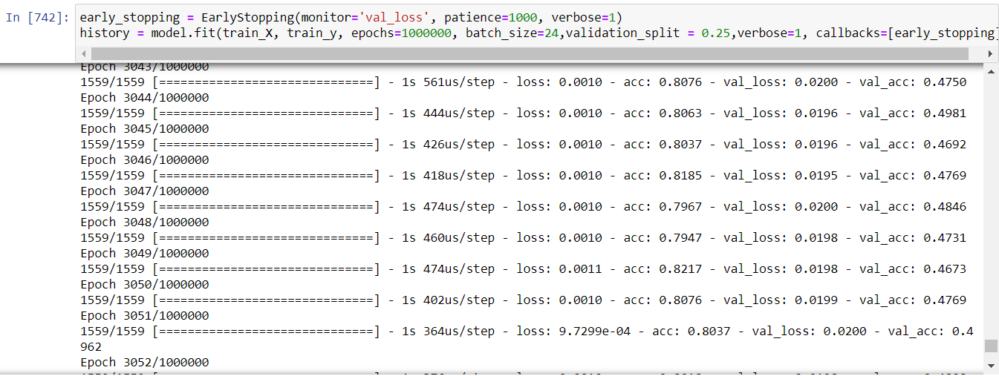 In [742]: early_stopping = EarlyStopping(monitor='val_loss', patience=1000, verbose=1)
history = model.fit(train_X, train_y, epochs=1000000, batch_size=24,validation_split = 0.25,verbose=1, callbacks=[early_stopping]
Epoch 3043/1000000
1559/1559 [==============================] - 1s 561us/step - loss: 0.0010 - acc: 0.8076 - val_loss: 0.0200 - val_acc: 0.4750
Epoch 3044/1000000
1559/1559 [==============================] - 1s 444us/step - loss: 0.0010 - acc: 0.8063 - val_loss: 0.0196 - val_acc: 0.4981
Epoch 3045/1000000
1559/1559 [==============================] - 1s 426us/step - loss: 0.0010 - acc: 0.8037 - val_loss: 0.0196 - val_acc: 0.4692
Epoch 3046/1000000
1559/1559 [==============================] - 1s 418us/step - loss: 0.0010 - acc: 0.8185 - val_loss: 0.0195 - val_acc: 0.4769
Epoch 3047/1000000
1559/1559 [==============================] - 1s 474us/step - loss: 0.0010 - acc: 0.7967 - val_loss: 0.0200 - val_acc: 0.4846
Epoch 3048/1000000
1559/1559 [==============================] - 1s 460us/step - loss: 0.0010 - acc: 0.7947 - val_loss: 0.0198 - val_acc: 0.4731
Epoch 3049/1000000
1559/1559 [==============================] - 1s 474us/step - loss: 0.0011 - acc: 0.8217 - val_loss: 0.0198 - val_acc: 0.4673
Epoch 3050/1000000
1559/1559 [==============================] - 1s 402us/step - loss: 0.0010 - acc: 0.8076 - val_loss: 0.0199 - val_acc: 0.4769
Epoch 3051/1000000
1559/1559 [==============================] - 1s 364us/step - loss: 9.7299e-04 - acc: 0.8037 - val_loss: 0.0200 - val_acc: 0.4
962
Epoch 3052/1000000